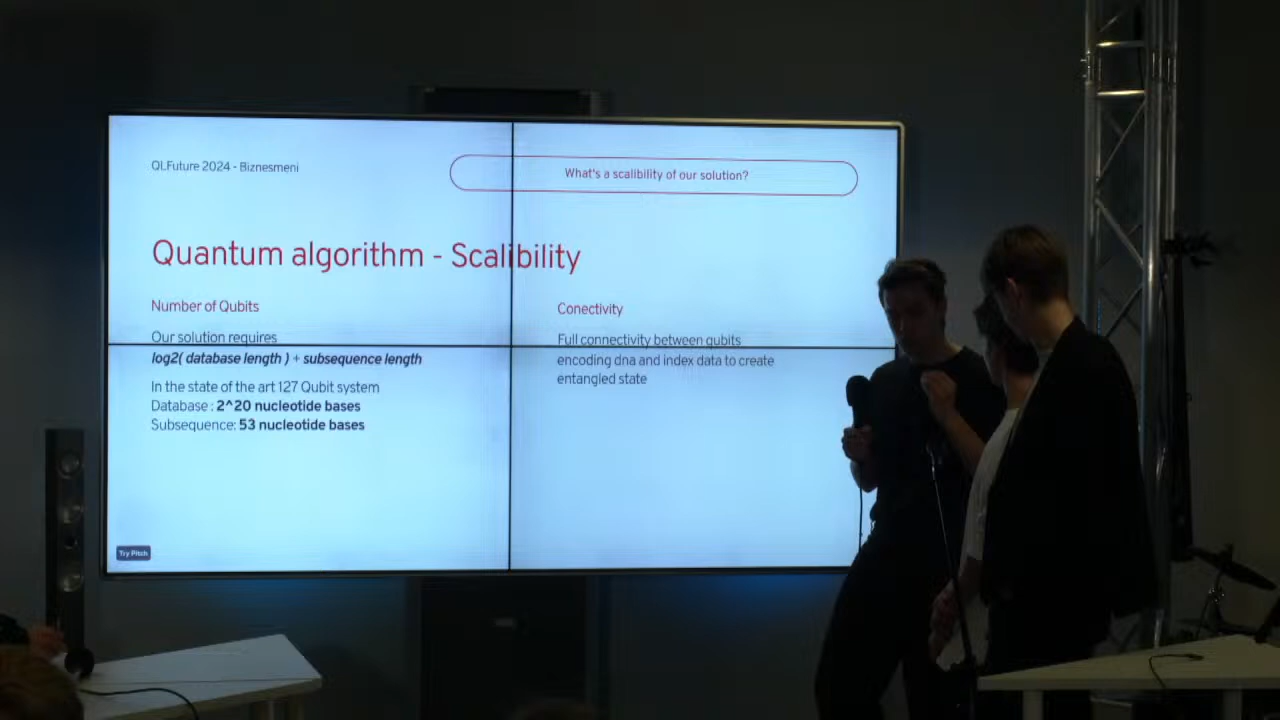 QLFuture 2024 - Biznesmeni
What's a scalibility of our solution?
Quantum algorithm - Scalibility
Number of Qubits
Our solution requires
log2( database length ) + subsequence length
In the state of the art 127 Qubit system
Database : 2^20 nucleotide bases
Subsequence: 53 nucleotide bases
Conectivity
Full connectivity between qubits
encoding dna and index data to create
entangled state
Try Pitch